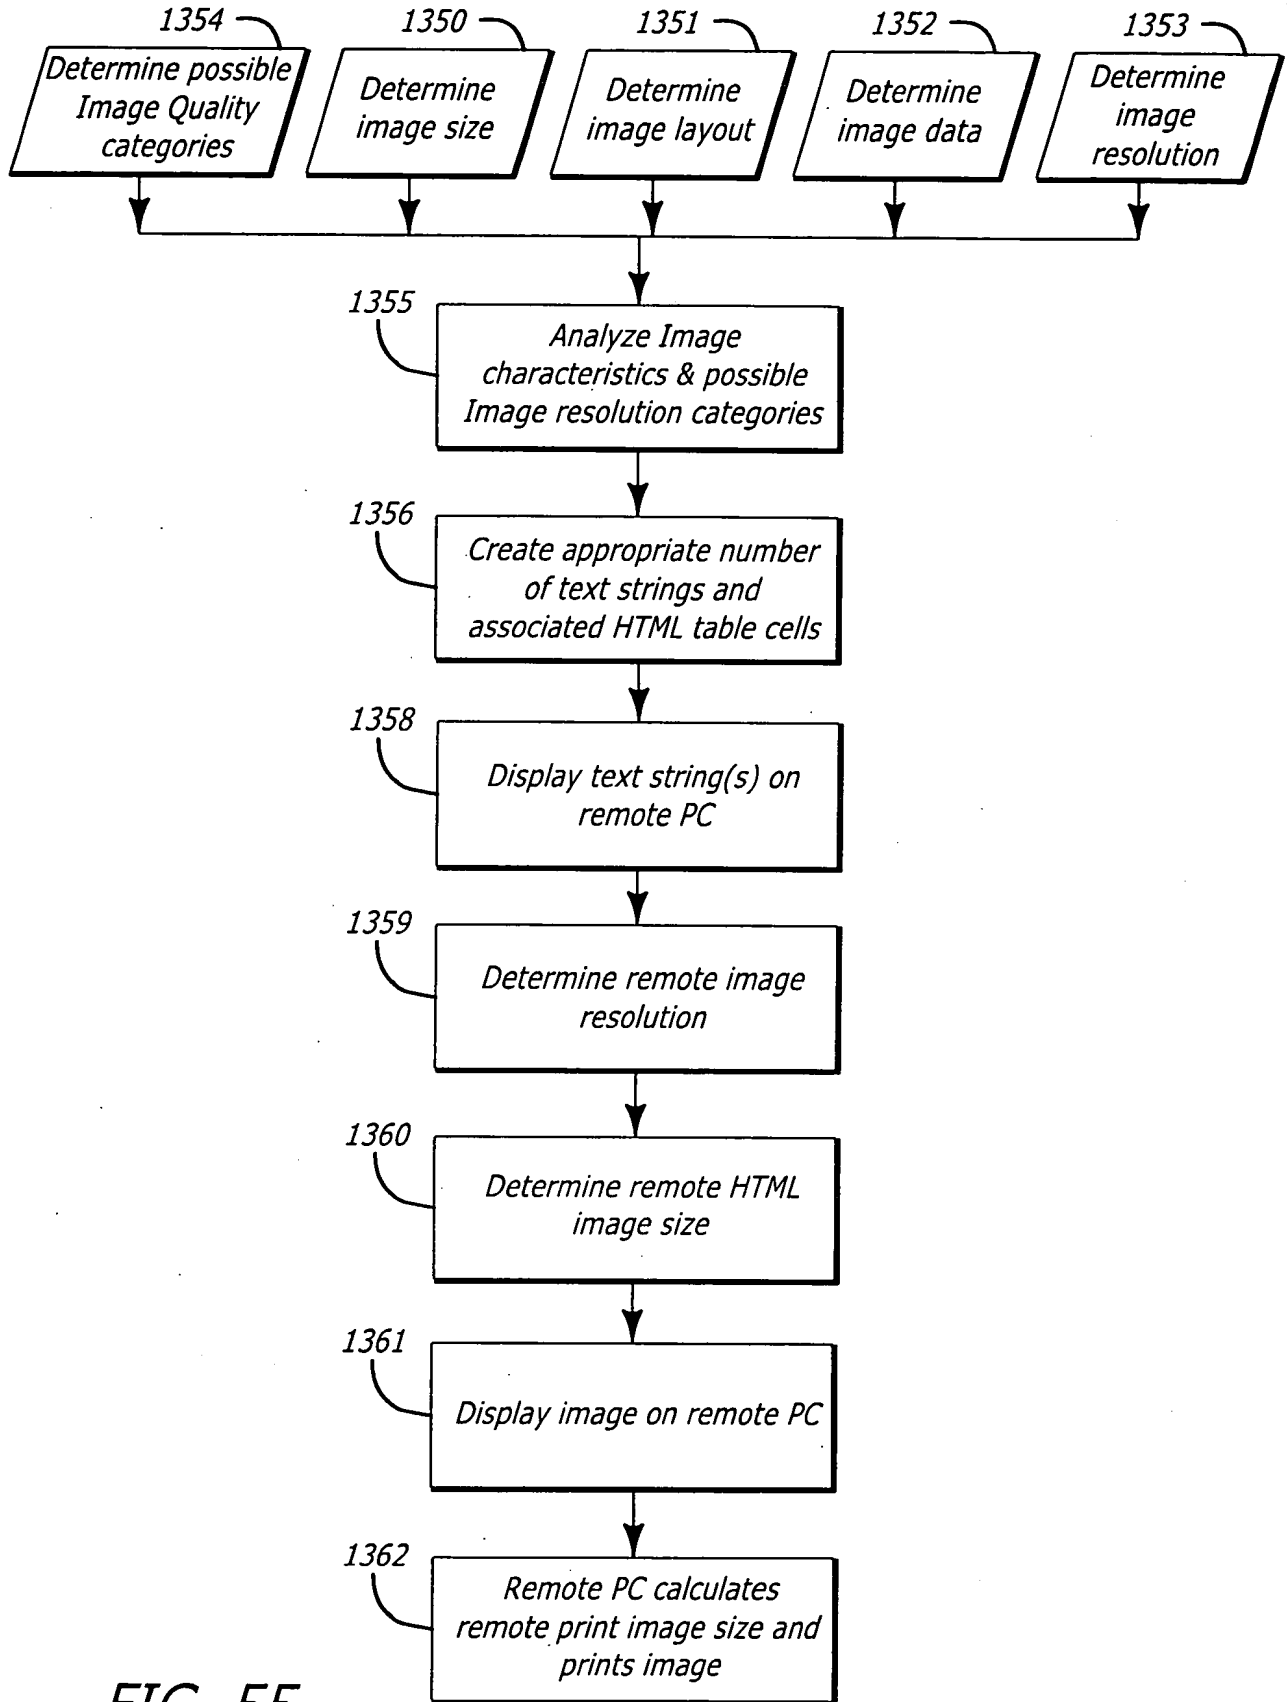 1354
1350
1351
1352
1353
Determine possible
Image Quality
categories
Determine
image size
Determine
image layout
Determine
image data
Determine
image
resolution
1355
Analyze Image
characteristics & possible
Image resolution categories
1356
Create appropriate number
of text strings and
associated HTML table cells
1358
Display text string(s) on
remote PC
1359
Determine remote image
resolution
1360
Determine remote HTML
image size
1361
Display image on remote PC
1362
Remote PC calculates
remote print image size and
prints image